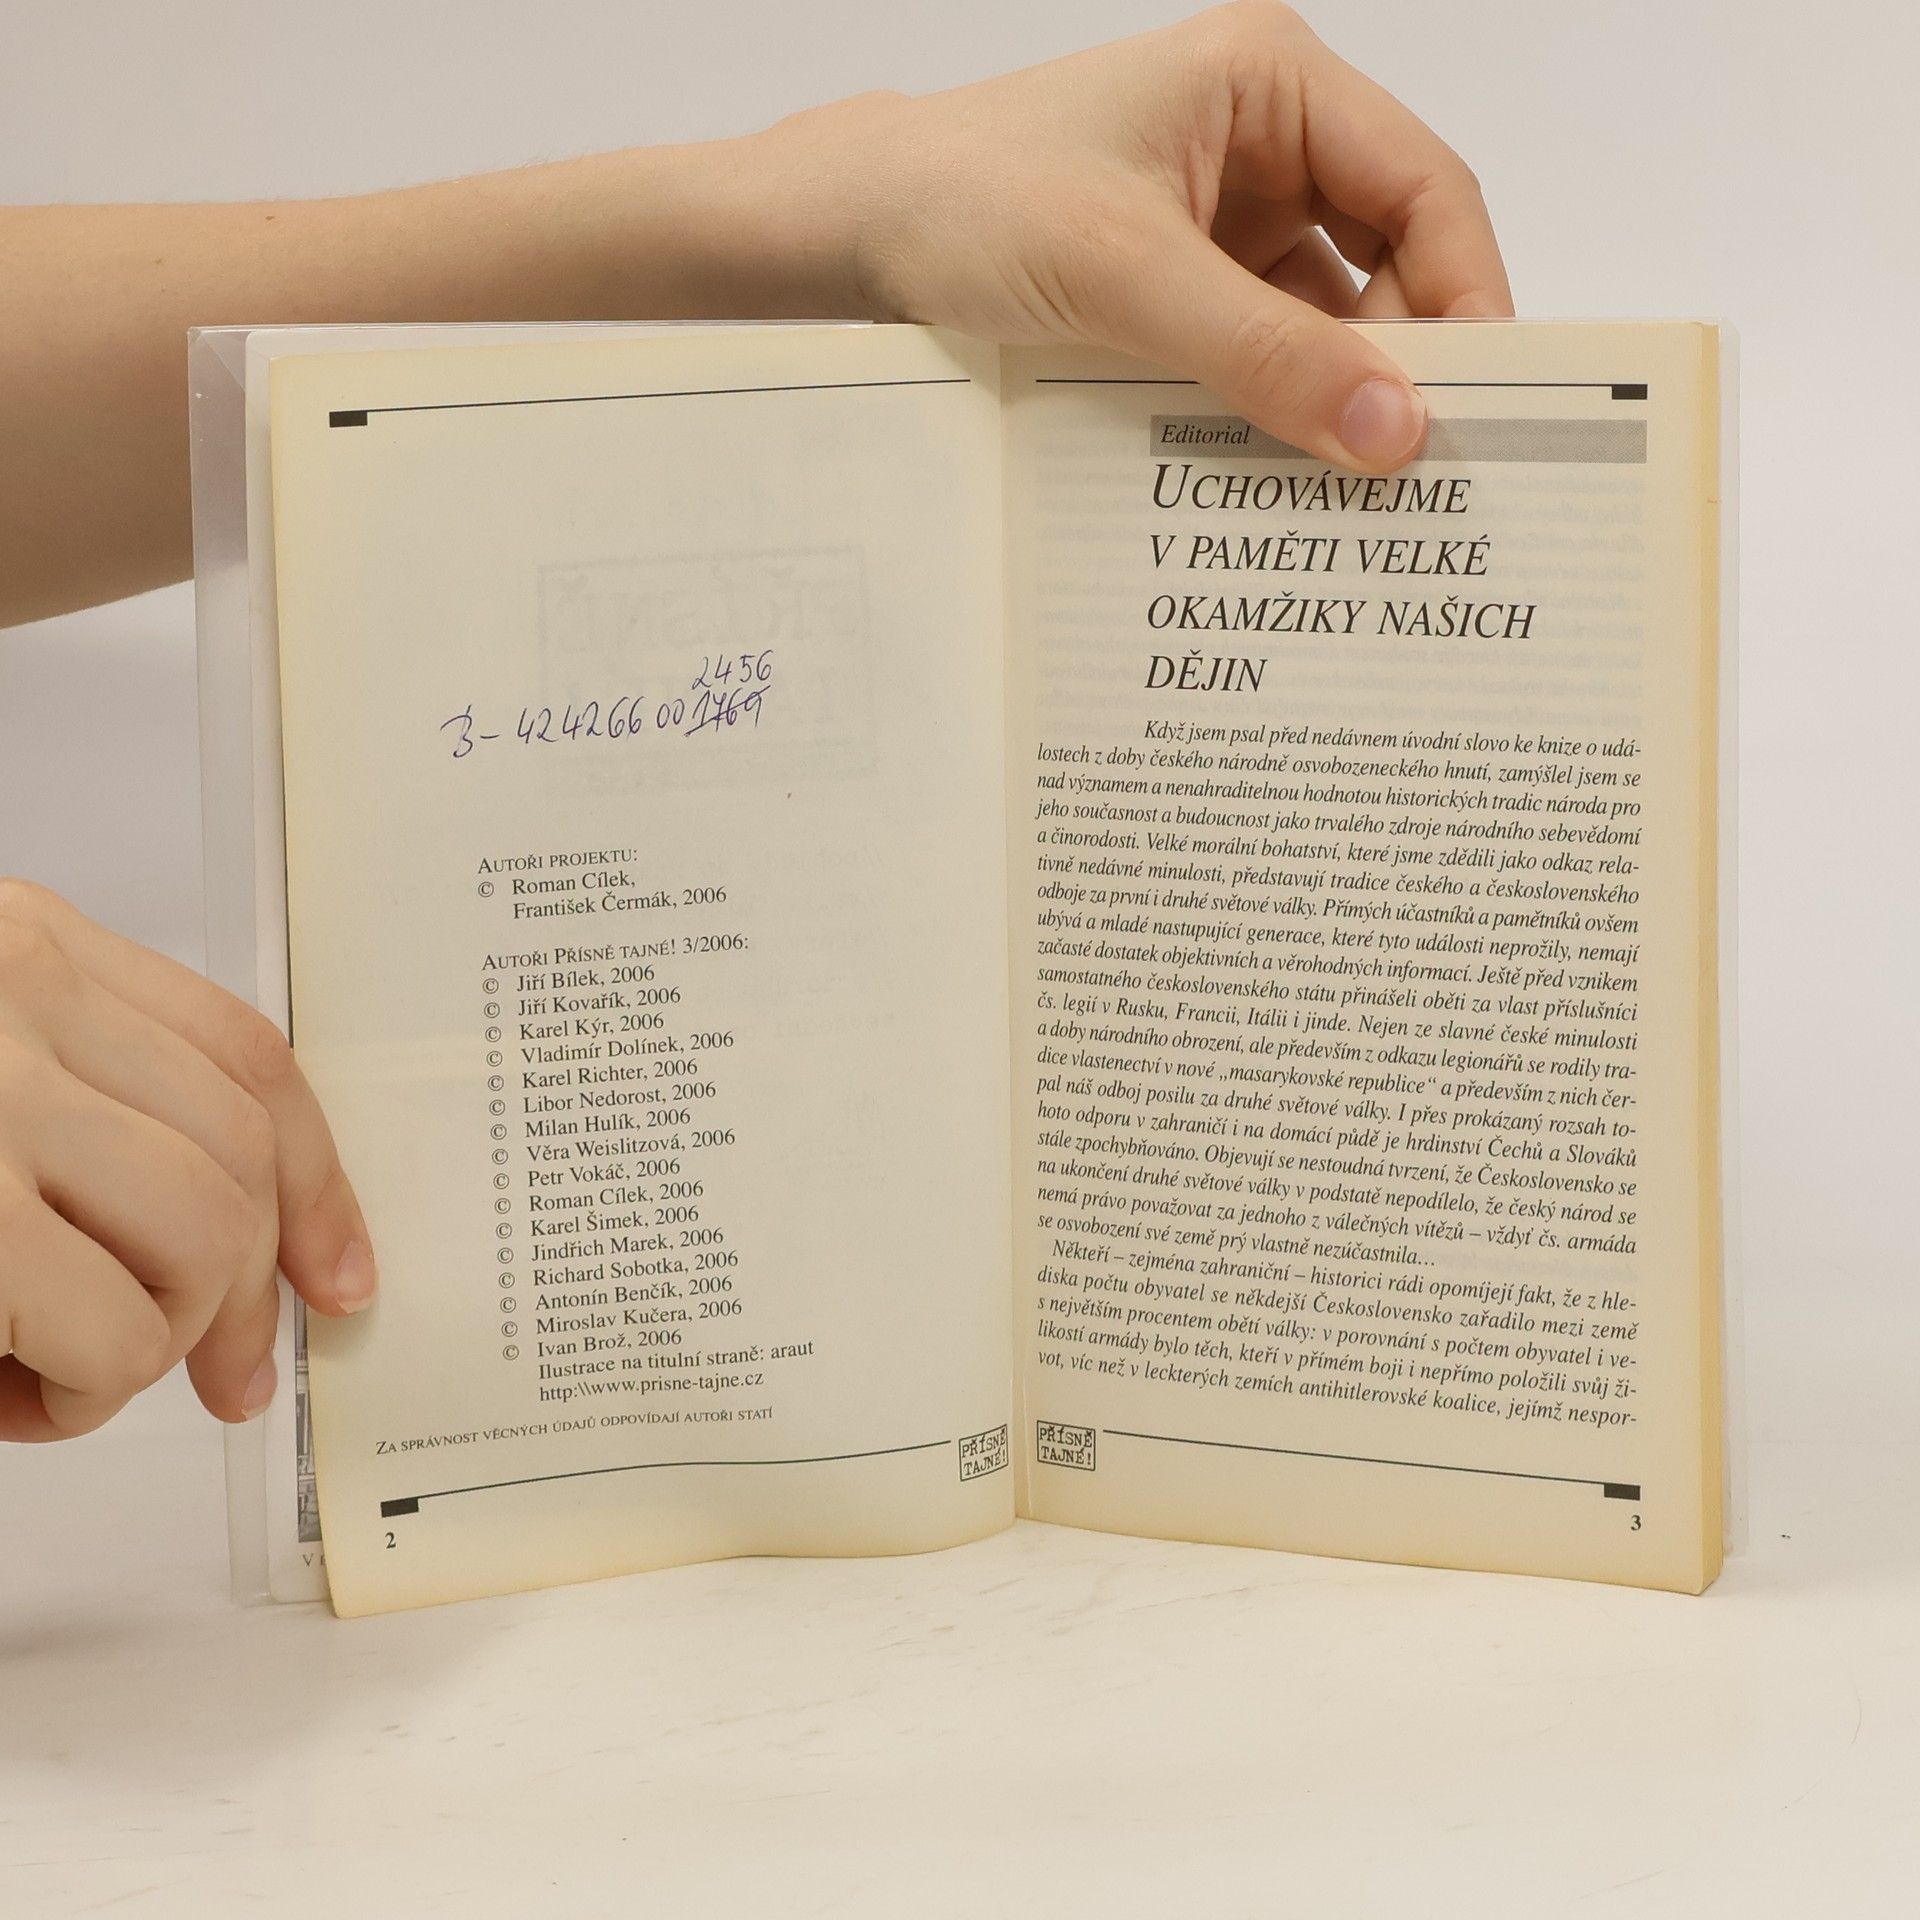 2456
B- 42426600 1769
AUTOŘI PROJEKTU:
© Roman Cílek,
František Čermák, 2006
AUTOŘI PŘÍSNĚ TAJNÉ! 3/2006:
© Jiří Bílek, 2006
© Jiří Kovařík, 2006
© Karel Kýr, 2006
© Vladimír Dolínek, 2006
© Karel Richter, 2006
© Libor Nedorost, 2006
© Milan Hulík, 2006
© Věra Weislitzová, 2006
© Petr Vokáč, 2006
© Roman Cílek, 2006
© Karel Šimek, 2006
© Jindřich Marek, 2006
© Richard Sobotka, 2006
© Antonín Benčík, 2006
© Miroslav Kučera, 2006
© Ivan Brož, 2006
Ilustrace na titulní straně: araut
http:\\www.prisne-tajne.cz
ZA SPRÁVNOST VĚCNÝCH ÚDAJŮ ODPOVÍDAJÍ AUTOŘI STATÍ
PŘÍSNĚ
TAJNÉ!
2
Editorial
UCHOVÁVEJME
V PAMĚTI VELKÉ
OKAMŽIKY NAŠICH
DĚJIN
Když jsem psal před nedávnem úvodní slovo ke knize o udá-
lostech z doby českého národně osvobozeneckého hnutí, zamýšlel jsem se
nad významem a nenahraditelnou hodnotou historických tradic národa pro
jeho současnost a budoucnost jako trvalého zdroje národního sebevědomí
a činorodosti. Velké morální bohatství, které jsme zdědili jako odkaz rela-
tivně nedávné minulosti, představují tradice českého a československého
odboje za první i druhé světové války. Přímých účastníků a pamětníků ovšem
ubývá a mladé nastupující generace, které tyto události neprožily, nemají
začasté dostatek objektivních a věrohodných informací. Ještě před vznikem
samostatného československého státu přinášeli oběti za vlast příslušníci
čs. legií v Rusku, Francii, Itálii i jinde. Nejen ze slavné české minulosti
a doby národního obrození, ale především z odkazu legionářů se rodily tra-
dice vlastenectví v nové „masarykovské republice“ a především z nich čer-
pal náš odboj posilu za druhé světové války. I přes prokázaný rozsah to-
hoto odporu v zahraničí i na domácí půdě je hrdinství Čechů a Slováků
stále zpochybňováno. Objevují se nestoudná tvrzení, že Československo se
na ukončení druhé světové války v podstatě nepodílelo, že český národ se
nemá právo považovat za jednoho z válečných vítězů – vždyť čs. armáda
se osvobození své země prý vlastně nezúčastnila…
Někteří – zejména zahraniční – historici rádi opomíjejí fakt, že z hle-
diska počtu obyvatel se někdejší Československo zařadilo mezi země
s největším procentem obětí války: v porovnání s počtem obyvatel i ve-
likostí armády bylo těch, kteří v přímém boji i nepřímo položili svůj ži-
vot, víc než v leckterých zemích antihitlerovské koalice, jejímž nespor-
PŘÍSNĚ
TAJNÉ!
3